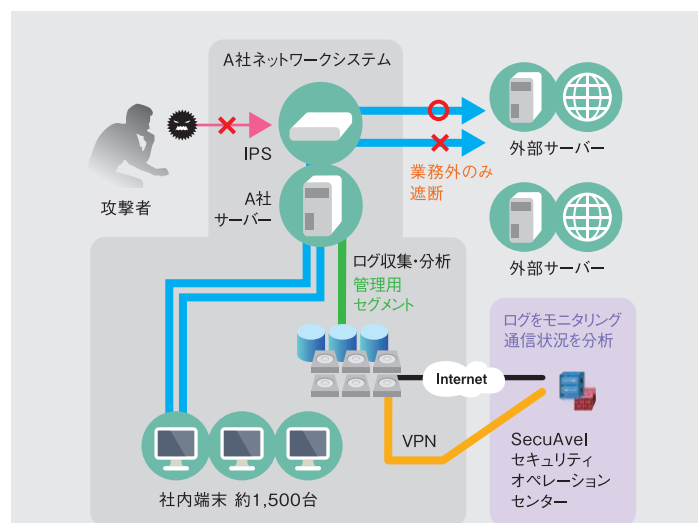 A社ネットワークシステム
IPS
攻撃者
A社
サーバー
業務外のみ
遮断
外部サーバー
外部サーバー
ログ収集・分析
管理用
セグメント
ログをモニタリング
通信状況を分析
Internet
VPN
SecuAvel
セキュリティ
オペレーション
センター
社内端末 約1,500台